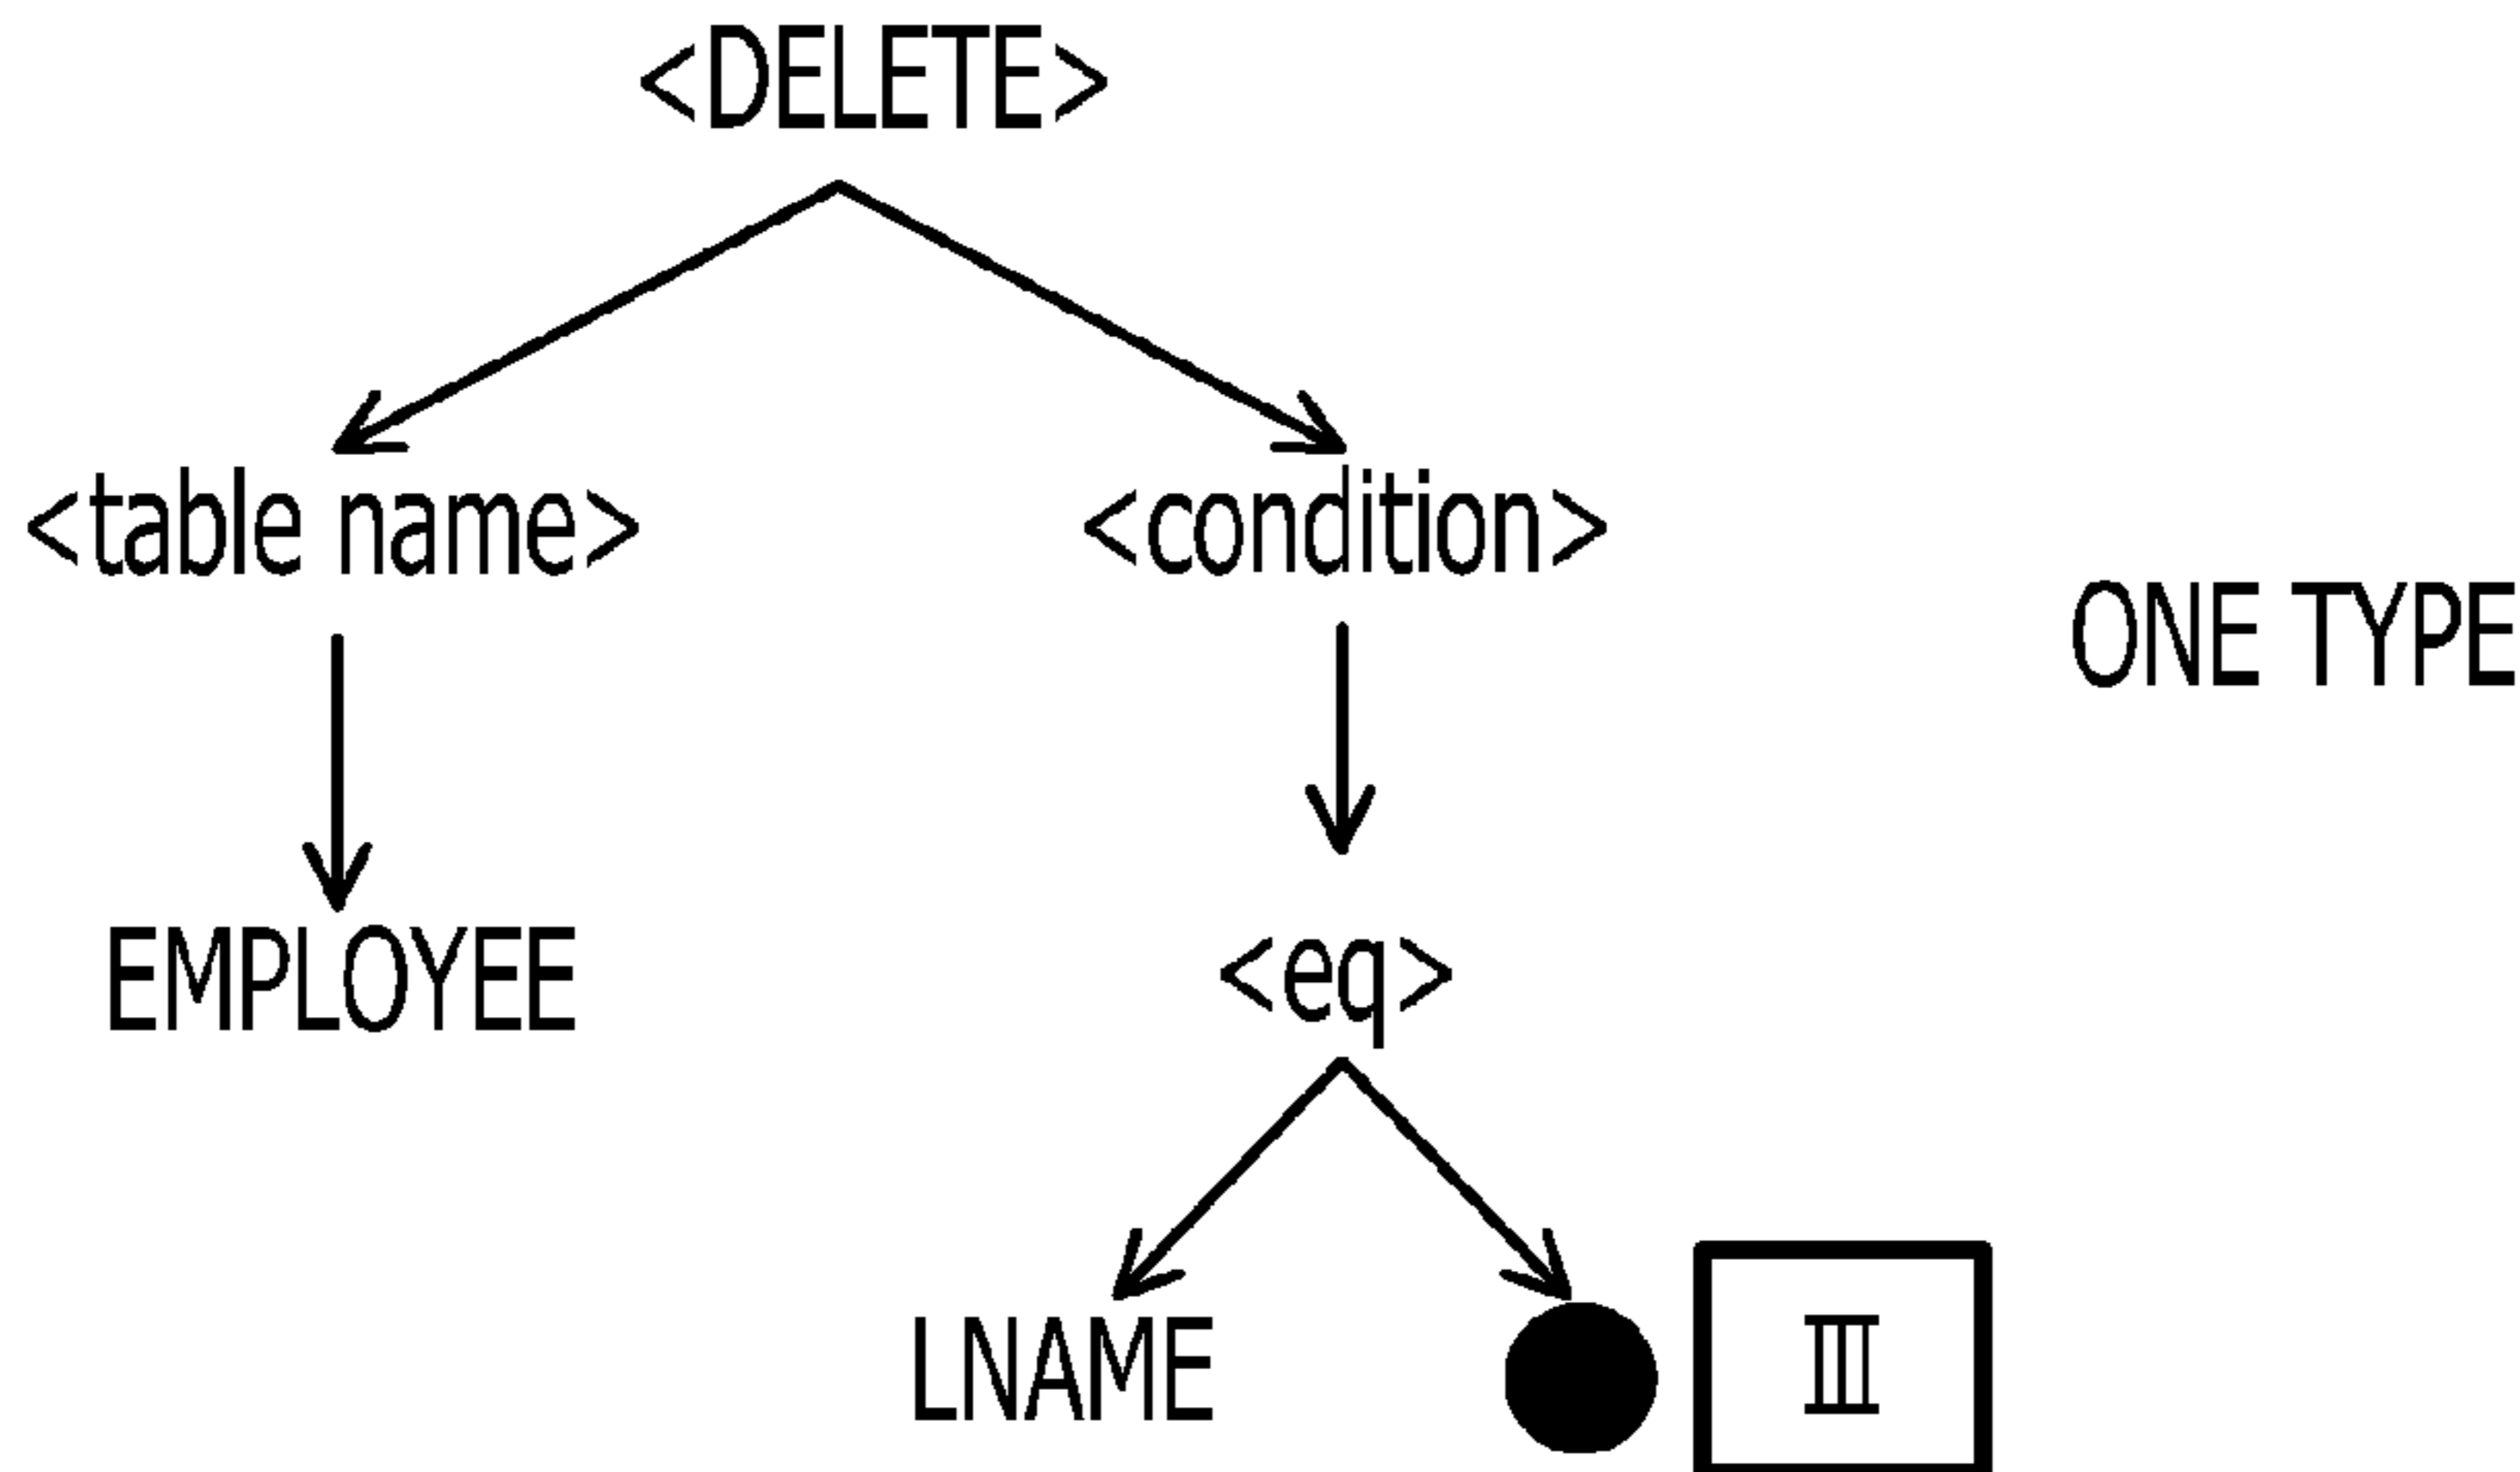 <DELETE>
<table name>
<condition>
ONE TYPE
EMPLOYEE
<eq>
LNAME
III